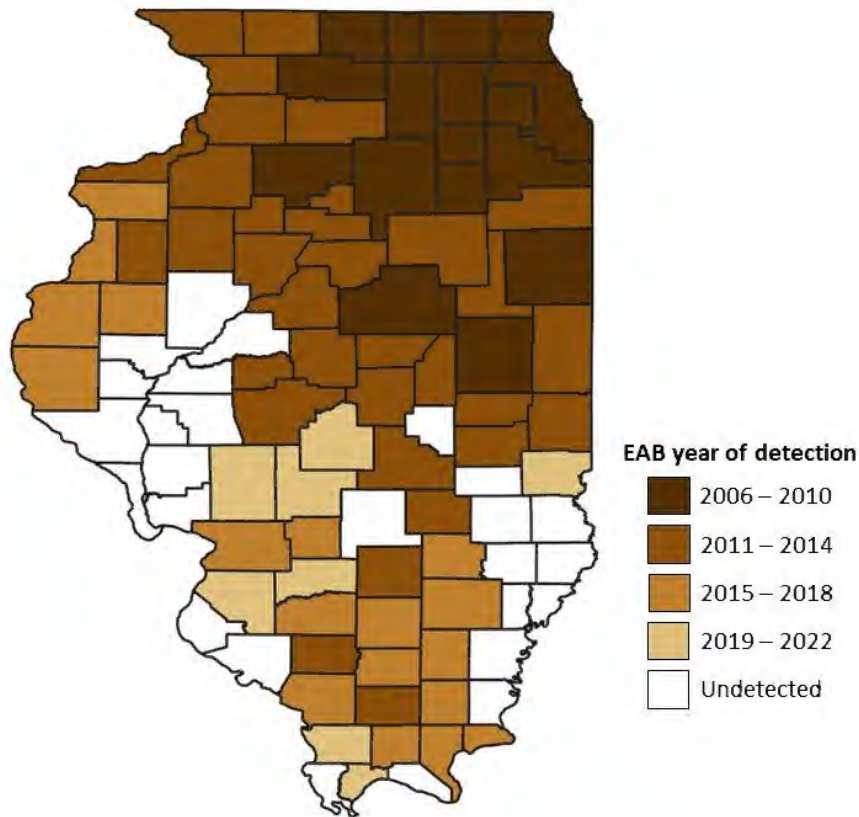 EAB year of detection
2006 – 2010
2011 – 2014
2015 – 2018
2019 – 2022
Undetected